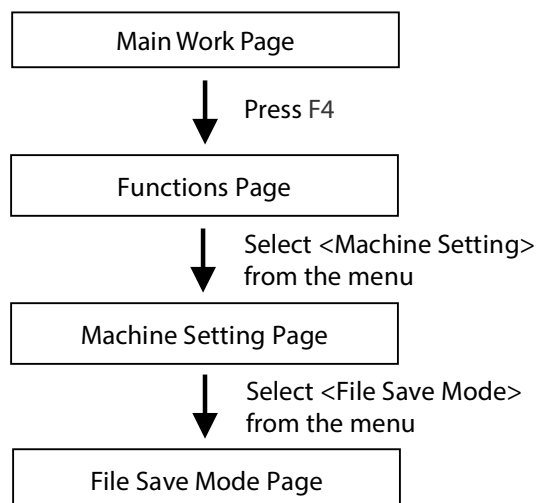 Main Work Page
Press F4
Functions Page
Select <Machine Setting>
from the menu
Machine Setting Page
Select <File Save Mode>
from the menu
File Save Mode Page